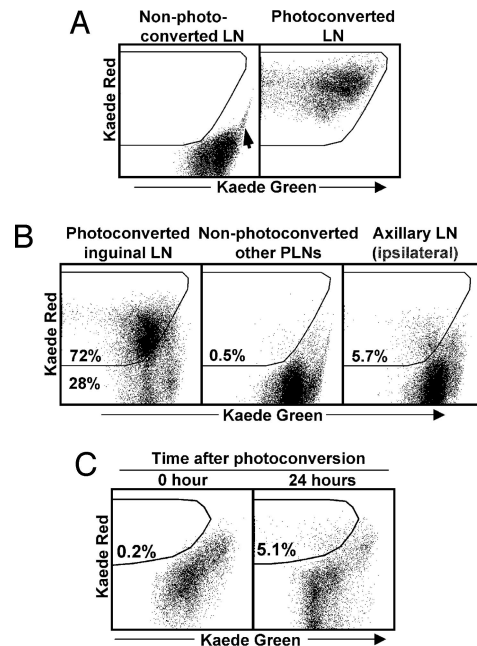 A
Non-photo-
converted LN
Photoconverted
LN
Kaede Red
Kaede Green
B
Photoconverted
inguinal LN
Non-photoconverted
other PLNs
Axillary LN
(ipsilateral)
Kaede Red
72%
28%
0.5%
5.7%
Kaede Green
C
Time after photoconversion
0 hour
24 hours
Kaede Red
0.2%
5.1%
Kaede Green